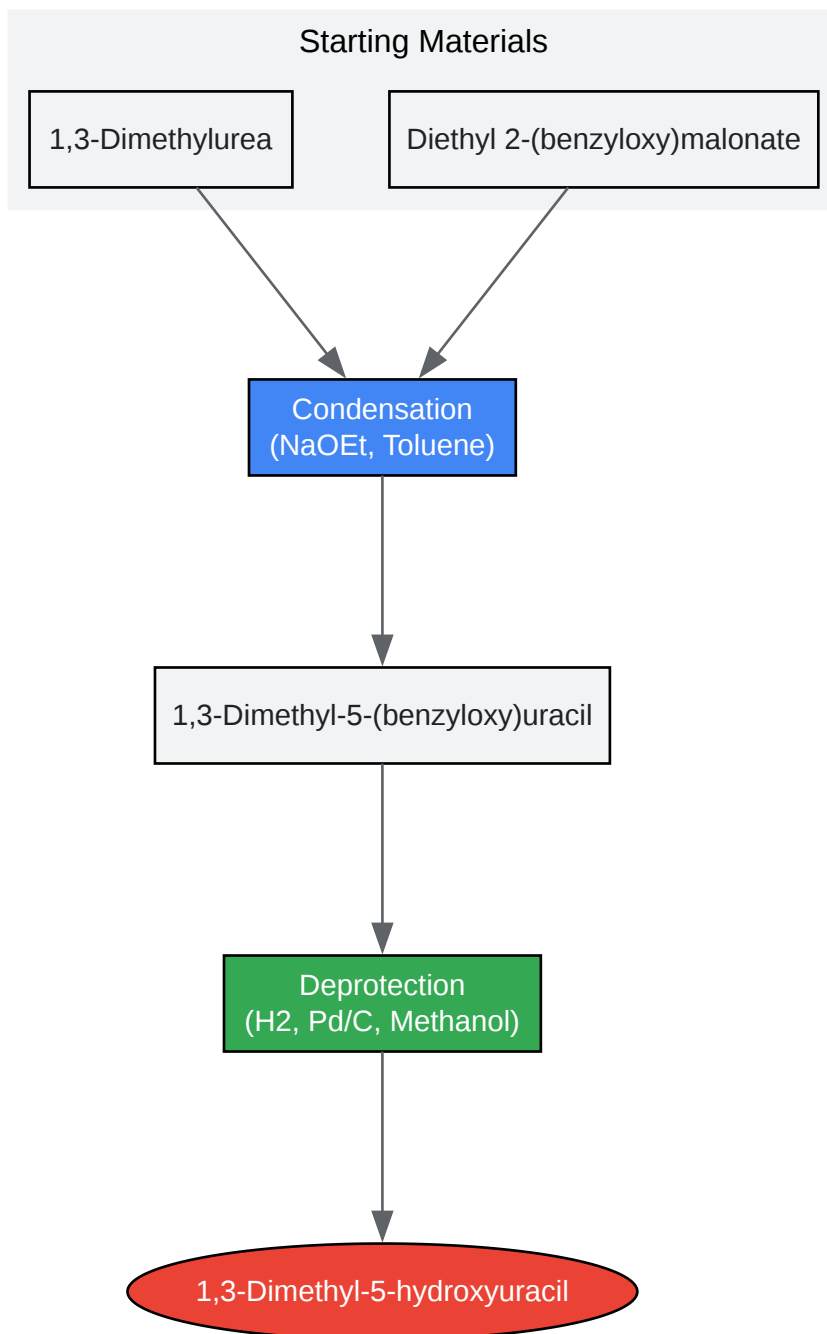 Starting Materials
1,3-Dimethylurea
Diethyl 2-(benzyloxy)malonate
Condensation
(NaOEt, Toluene)
1,3-Dimethyl-5-(benzyloxy)uracil
Deprotection
(H2, Pd/C, Methanol)
1,3-Dimethyl-5-hydroxyuracil